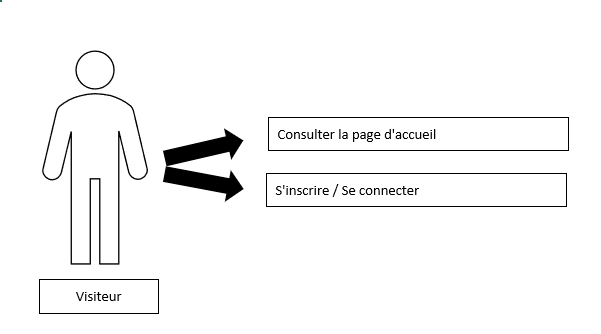 Consulter la page d'accueil
S'inscrire / Se connecter
Visiteur